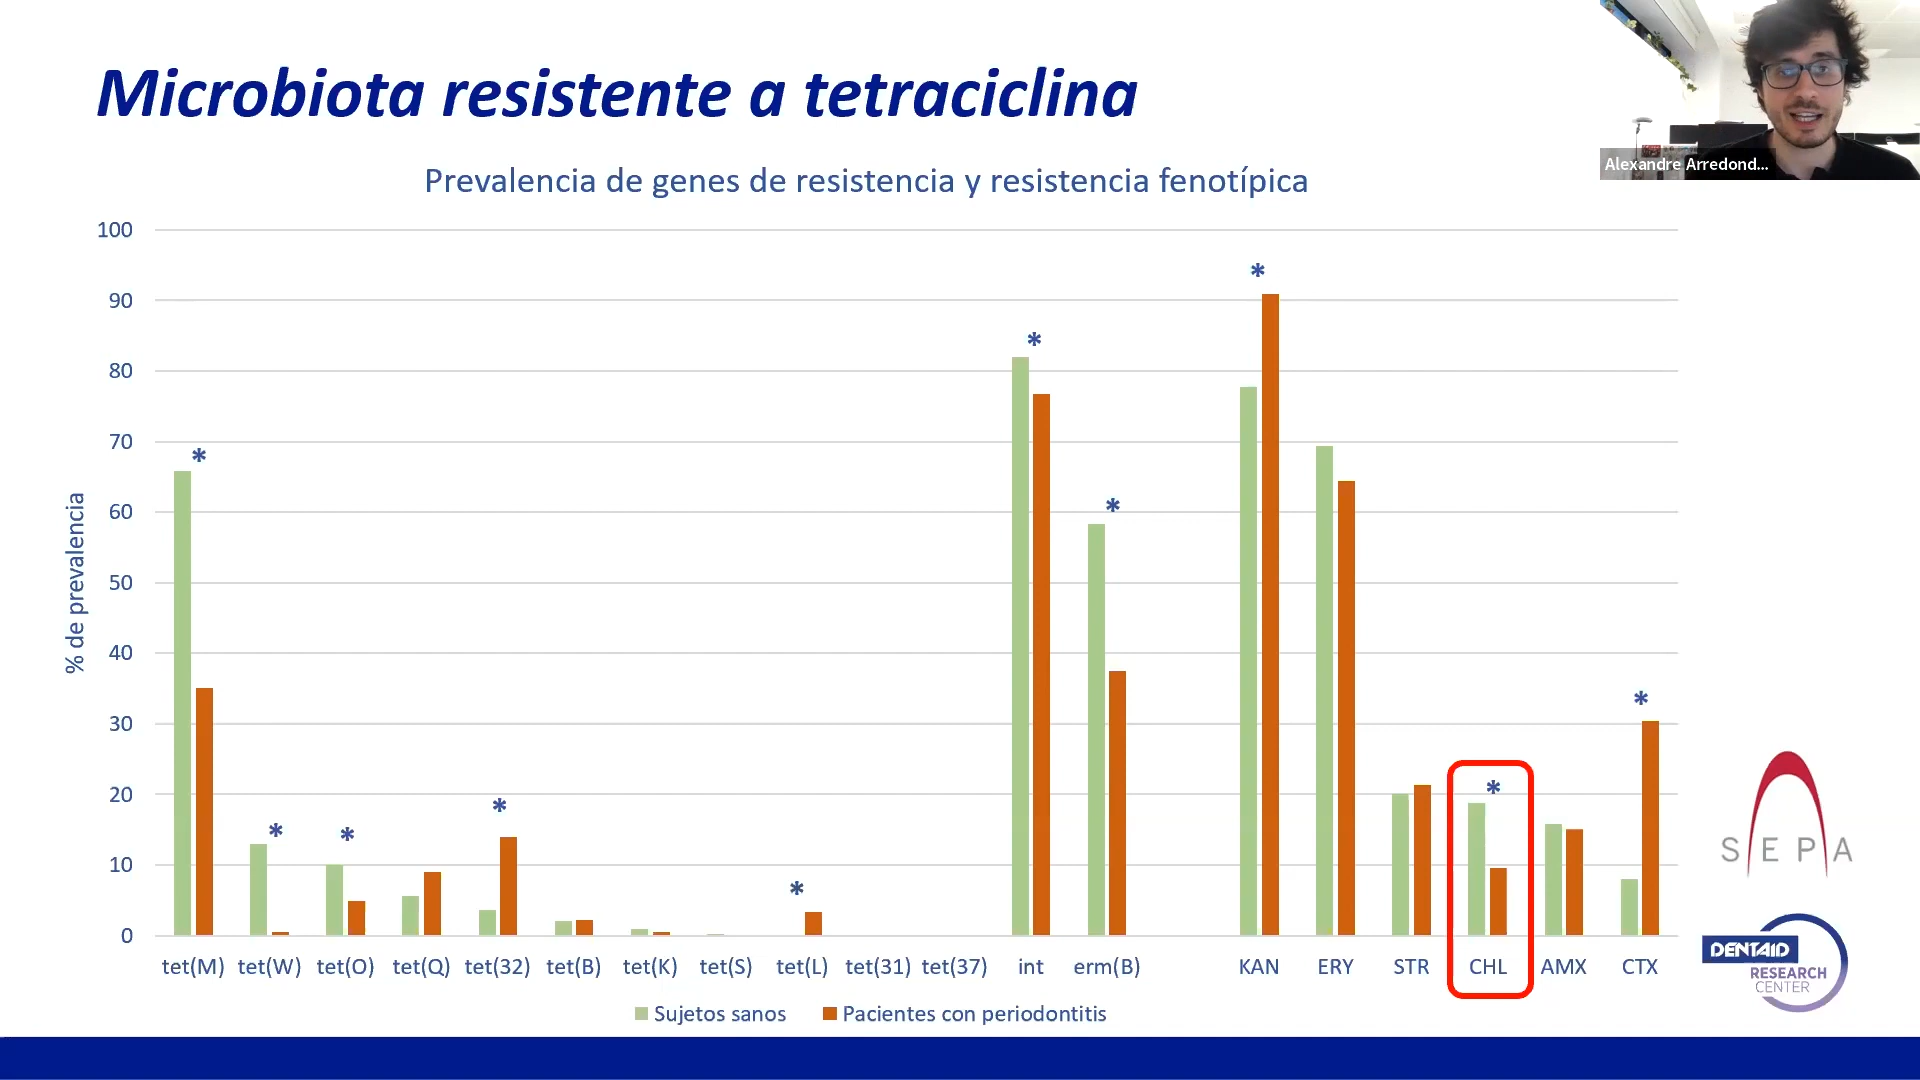 Microbiota resistente a tetraciclina
Alexandre Arredond...
Prevalencia de genes de resistencia y resistencia fenotípica
% de prevalencia
100
90
80
70
60
50
40
30
20
10
0
* * * * * * * * * *
tet(M) tet(W) tet(O) tet(Q) tet(32) tet(B) tet(K) tet(S) tet(L) tet(31) tet(37) int erm(B) KAN ERY STR CHL AMX CTX
Sujetos sanos Pacientes con periodontitis
SEPA
DENTAID
RESEARCH
CENTER